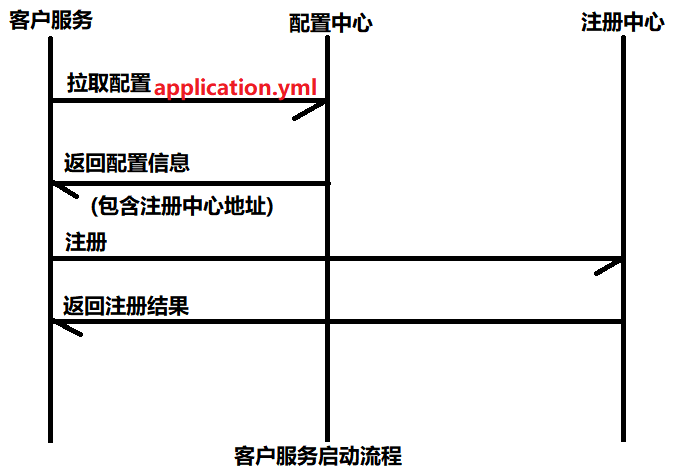 客户服务
配置中心
注册中心
拉取配置application.yml
返回配置信息
(包含注册中心地址)
注册
返回注册结果
客户服务启动流程